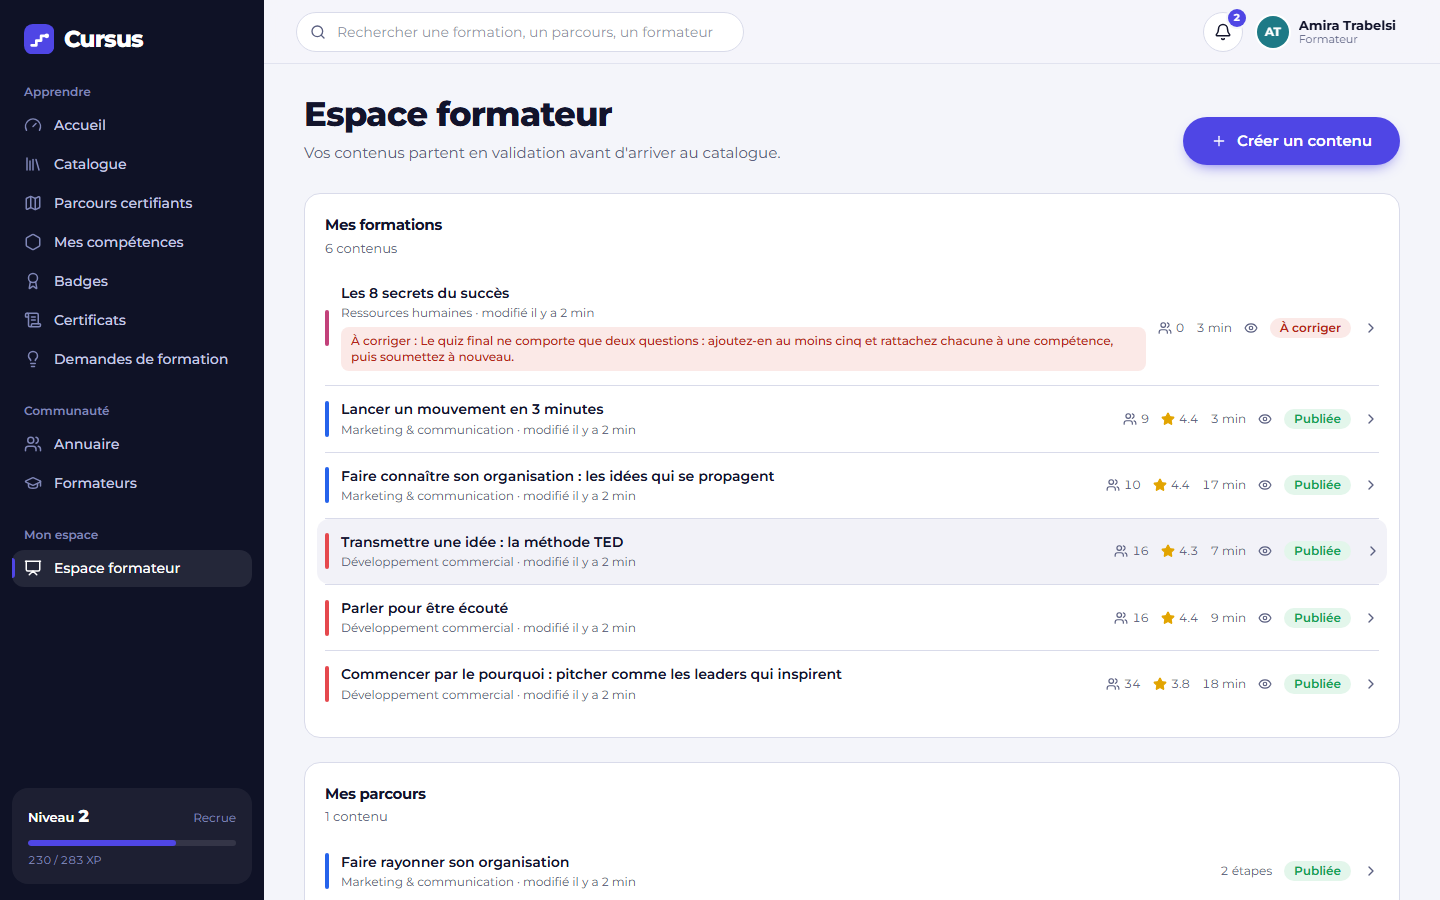 Cursus
Rechercher une formation, un parcours, un formateur
2
AT
Amira Trabelsi
Formateur
Apprendre
Accueil
Catalogue
Parcours certifiants
Mes compétences
Badges
Certificats
Demandes de formation
Communauté
Annuaire
Formateurs
Mon espace
Espace formateur
Niveau 2
Recrue
230 / 283 XP
Espace formateur
Vos contenus partent en validation avant d'arriver au catalogue.
Créer un contenu
Mes formations
6 contenus
Les 8 secrets du succès
Ressources humaines · modifié il y a 2 min
À corriger : Le quiz final ne comporte que deux questions : ajoutez-en au moins cinq et rattachez chacune à une compétence,
puis soumettez à nouveau.
0 3 min À corriger
Lancer un mouvement en 3 minutes
Marketing & communication · modifié il y a 2 min
9 4.4 3 min Publiée
Faire connaître son organisation : les idées qui se propagent
Marketing & communication · modifié il y a 2 min
10 4.4 17 min Publiée
Transmettre une idée : la méthode TED
Développement commercial · modifié il y a 2 min
16 4.3 7 min Publiée
Parler pour être écouté
Développement commercial · modifié il y a 2 min
16 4.4 9 min Publiée
Commencer par le pourquoi : pitcher comme les leaders qui inspirent
Développement commercial · modifié il y a 2 min
34 3.8 18 min Publiée
Mes parcours
1 contenu
Faire rayonner son organisation
Marketing & communication · modifié il y a 2 min
2 étapes Publiée